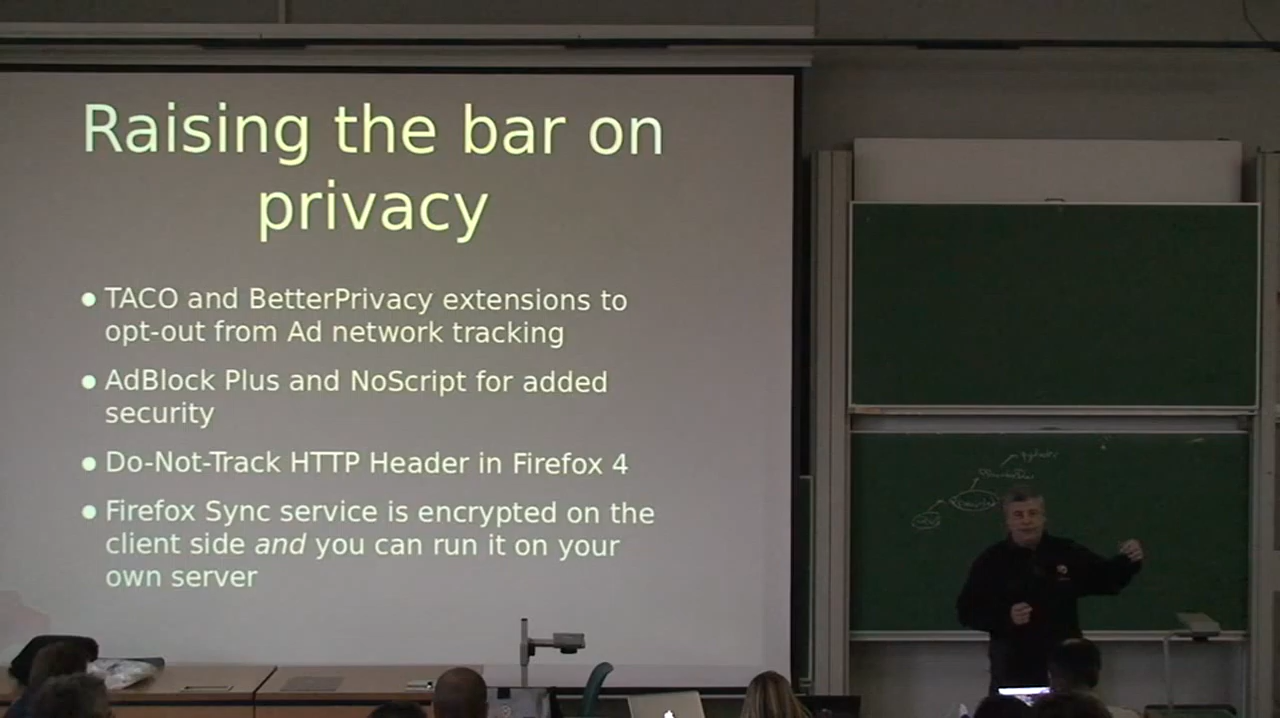 Raising the bar on
privacy
● TACO and BetterPrivacy extensions to
opt-out from Ad network tracking
● AdBlock Plus and NoScript for added
security
● Do-Not-Track HTTP Header in Firefox 4
● Firefox Sync service is encrypted on the
client side and you can run it on your
own server